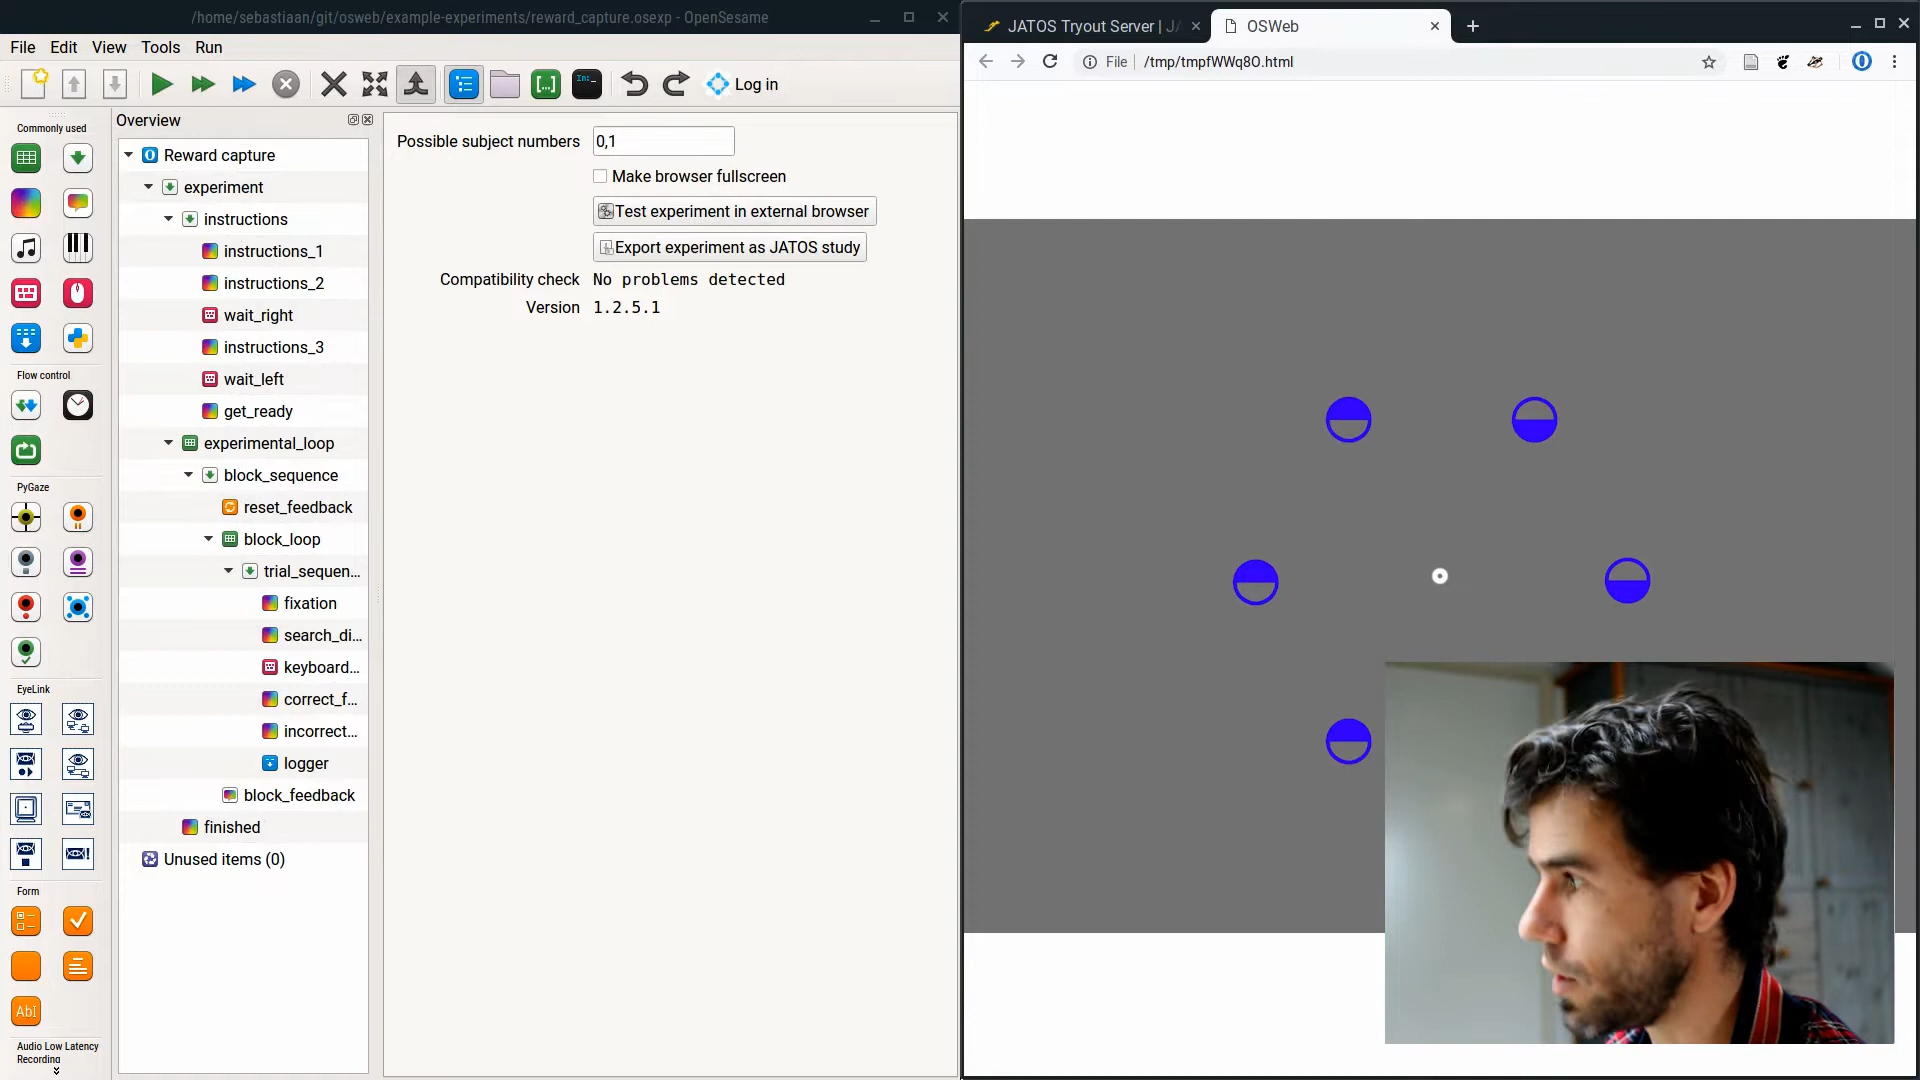 /home/sebastiaan/git/osweb/example-experiments/reward_capture.osexp - OpenSesame
File Edit View Tools Run
Log in
Commonly used
Flow control
PyGaze
EyeLink
Form
Abi
Audio Low Latency
Recording
Overview
Reward capture
experiment
instructions
instructions_1
instructions_2
wait_right
instructions_3
wait_left
get_ready
experimental_loop
block_sequence
reset_feedback
block_loop
trial_sequen...
fixation
search_di...
keyboard...
correct_f...
incorrect...
logger
block_feedback
finished
Unused items (0)
Possible subject numbers 0,1
Make browser fullscreen
Test experiment in external browser
Export experiment as JATOS study
Compatibility check No problems detected
Version 1.2.5.1
JATOS Tryout Server | JA
OSWeb
File /tmp/tmpfWWq8O.html